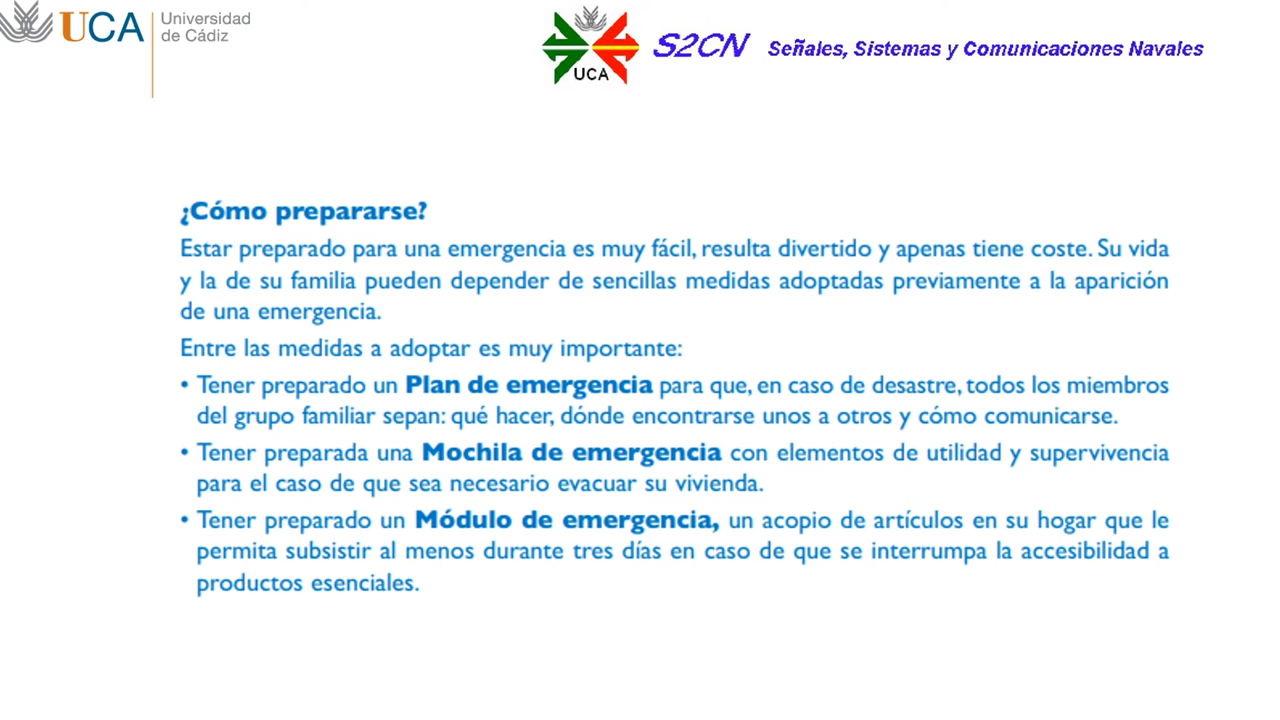 UCA Universidad
de Cádiz
UCA
S2CN Señales, Sistemas y Comunicaciones Navales
¿Cómo prepararse?
Estar preparado para una emergencia es muy fácil, resulta divertido y apenas tiene coste. Su vida
y la de su familia pueden depender de sencillas medidas adoptadas previamente a la aparición
de una emergencia.
Entre las medidas a adoptar es muy importante:
• Tener preparado un Plan de emergencia para que, en caso de desastre, todos los miembros
del grupo familiar sepan: qué hacer, dónde encontrarse unos a otros y cómo comunicarse.
• Tener preparada una Mochila de emergencia con elementos de utilidad y supervivencia
para el caso de que sea necesario evacuar su vivienda.
• Tener preparado un Módulo de emergencia, un acopio de artículos en su hogar que le
permita subsistir al menos durante tres días en caso de que se interrumpa la accesibilidad a
productos esenciales.